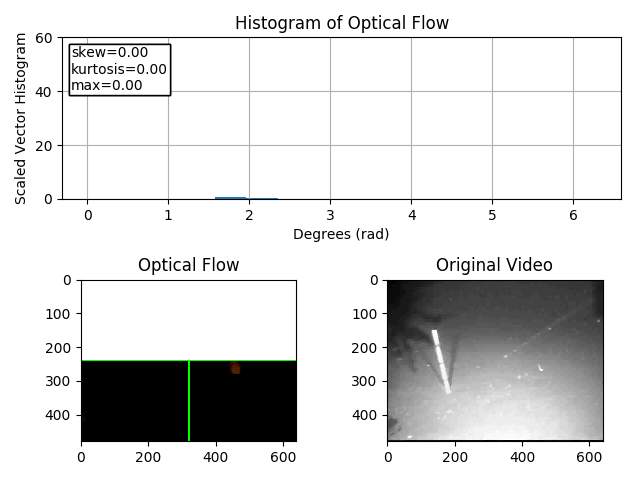 Histogram of Optical Flow
Scaled Vector Histogram
60
40
20
0
skew=0.00
kurtosis=0.00
max=0.00
0 1 2 3 4 5 6
Degrees (rad)
Optical Flow
0
100
200
300
400
0 200 400 600
Original Video
0
100
200
300
400
0 200 400 600